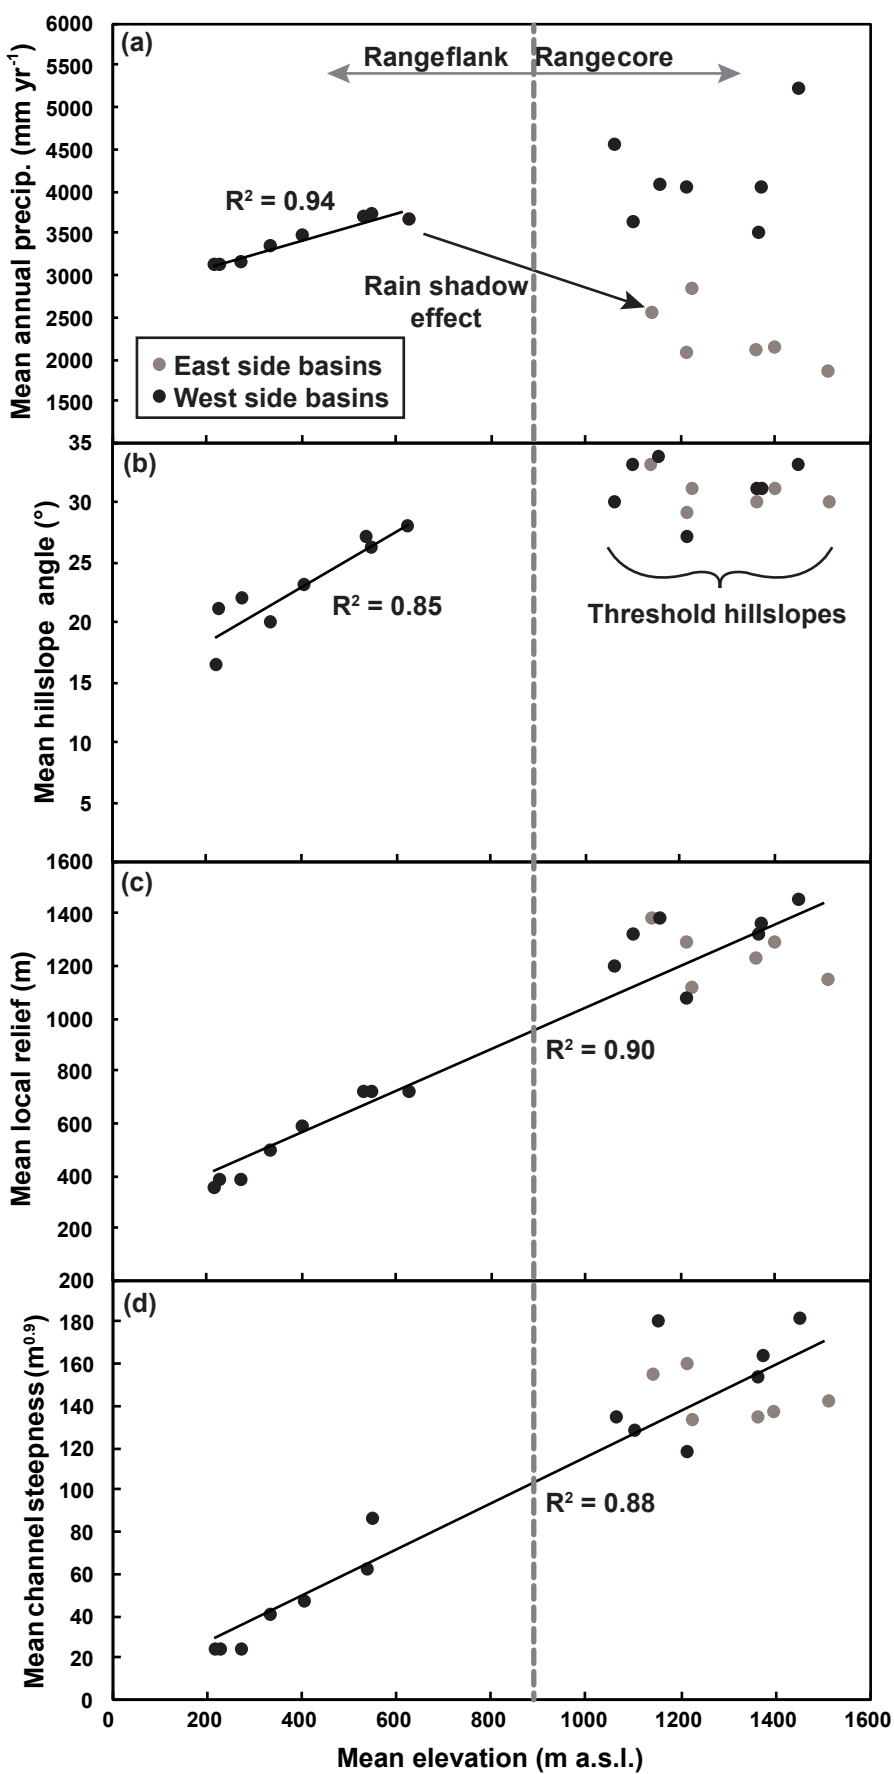 (a)
Rangeflank Rangecore
R² = 0.94
Rain shadow
effect
East side basins
West side basins
Mean annual precip. (mm yr⁻¹)
6000
5500
5000
4500
4000
3500
3000
2500
2000
1500
35
(b)
30
25
20
15
10
5
Mean hillslope angle (°)
R² = 0.85
Threshold hillslopes
1600
(c)
1400
1200
1000
800
600
400
200
Mean local relief (m)
R² = 0.90
200
(d)
180
160
140
120
100
80
60
40
20
0
Mean channel steepness (m⁰·⁹)
R² = 0.88
0 200 400 600 800 1000 1200 1400 1600
Mean elevation (m a.s.l.)